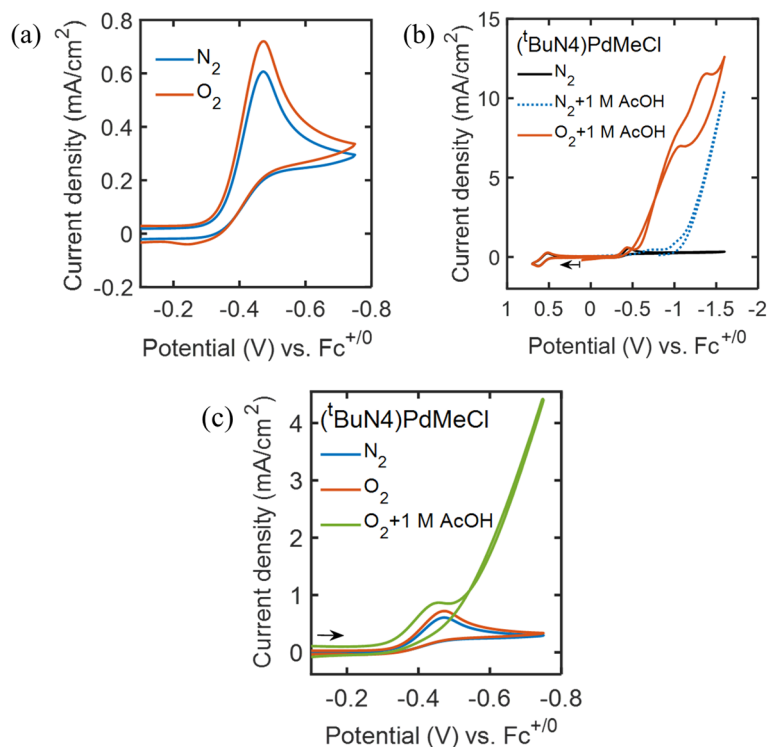 (a)
Current density (mA/cm²)
0.8
0.6
0.4
0.2
0
-0.2
N₂
O₂
-0.2 -0.4 -0.6 -0.8
Potential (V) vs. Fc⁺/⁰
(b)
Current density (mA/cm²)
15
10
5
0
(ᵗBuN4)PdMeCl
N₂
N₂+1 M AcOH
O₂+1 M AcOH
1 0.5 0 -0.5 -1 -1.5 -2
Potential (V) vs. Fc⁺/⁰
(c)
Current density (mA/cm²)
4
3
2
1
0
(ᵗBuN4)PdMeCl
N₂
O₂
O₂+1 M AcOH
-0.2 -0.4 -0.6 -0.8
Potential (V) vs. Fc⁺/⁰